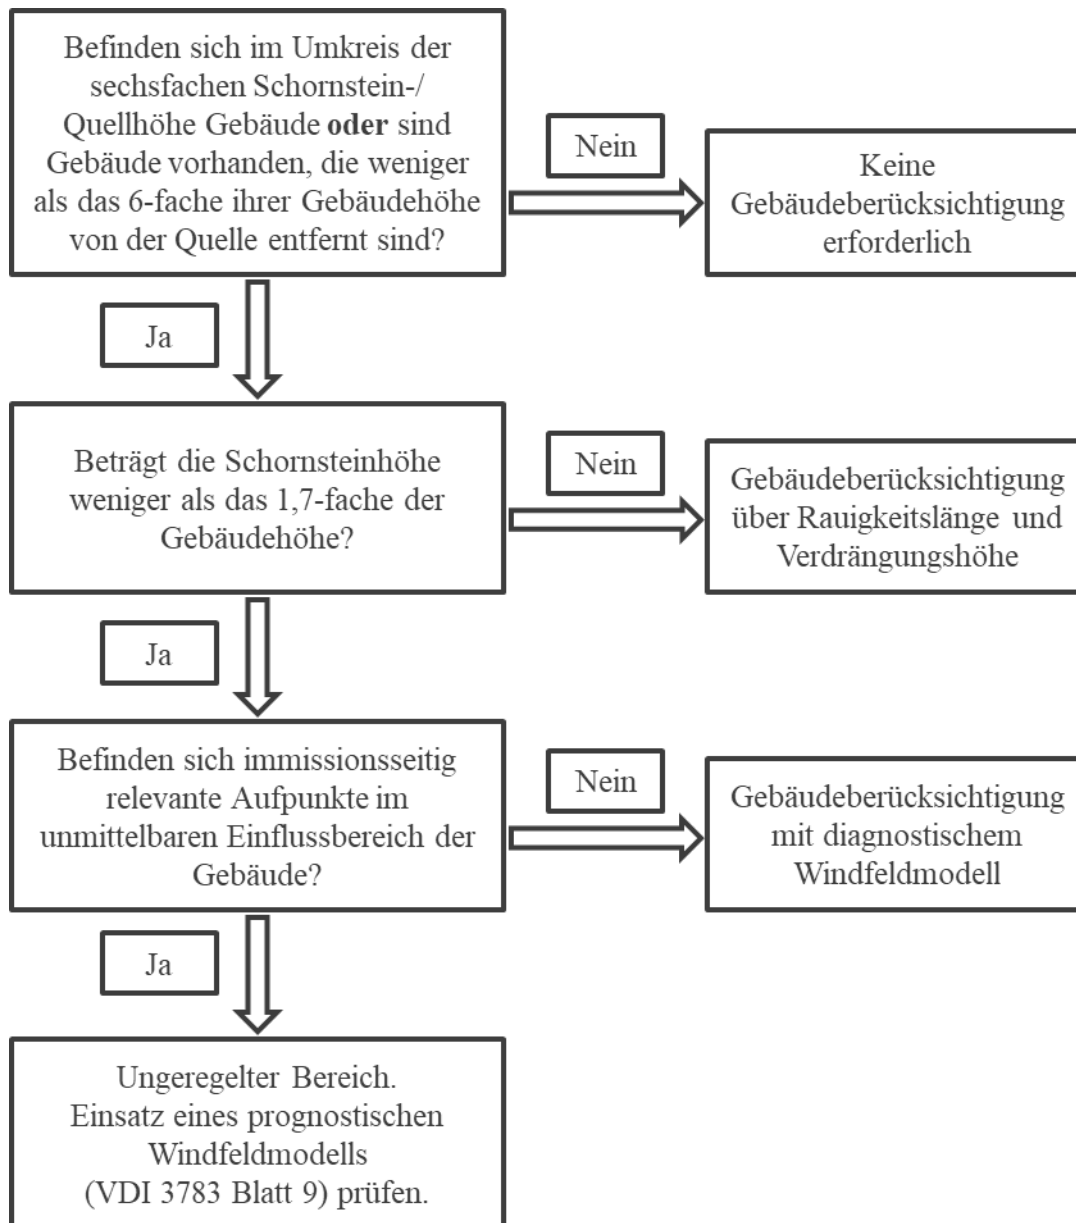 Befinden sich im Umkreis der
sechsfachen Schornstein-/
Quellhöhe Gebäude oder sind
Gebäude vorhanden, die weniger
als das 6-fache ihrer Gebäudehöhe
von der Quelle entfernt sind?
Nein
Keine
Gebäudeberücksichtigung
erforderlich
Ja
Beträgt die Schornsteinhöhe
weniger als das 1,7-fache der
Gebäudehöhe?
Nein
Gebäudeberücksichtigung
über Rauigkeitslänge und
Verdrängungshöhe
Ja
Befinden sich immissionsseitig
relevante Aufpunkte im
unmittelbaren Einflussbereich der
Gebäude?
Nein
Gebäudeberücksichtigung
mit diagnostischem
Windfeldmodell
Ja
Ungeregelter Bereich.
Einsatz eines prognostischen
Windfeldmodells
(VDI 3783 Blatt 9) prüfen.